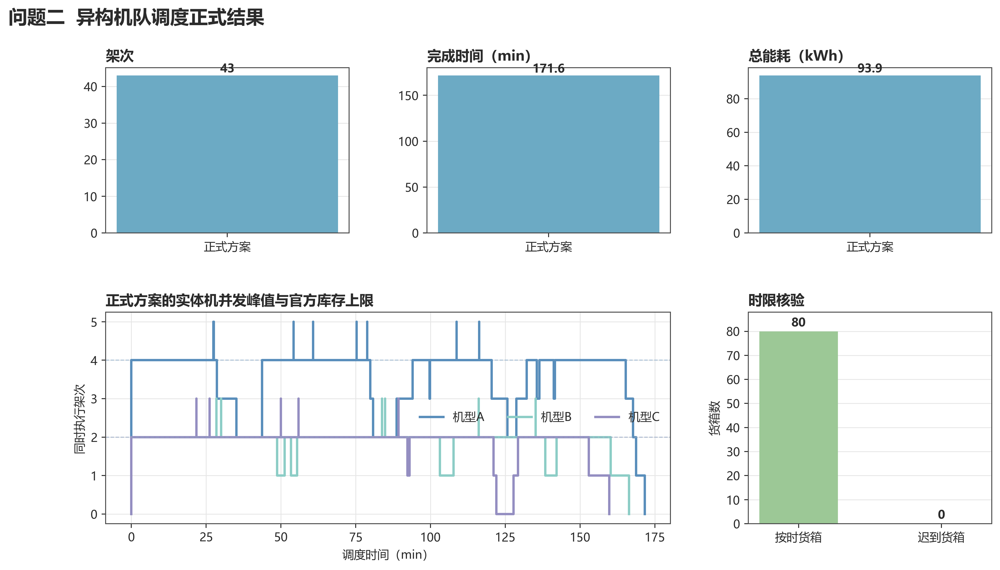 问题二 异构机队调度正式结果
架次
43
40
30
20
10
0
正式方案
完成时间（min）
171.6
150
100
50
0
正式方案
总能耗（kWh）
93.9
80
60
40
20
0
正式方案
正式方案的实体机并发峰值与官方库存上限
同时执行架次
5
4
3
2
1
0
机型A
机型B
机型C
0
25
50
75
100
125
150
175
调度时间（min）
时限核验
货箱数
80
80
70
60
50
40
30
20
10
0
0
按时货箱
迟到货箱